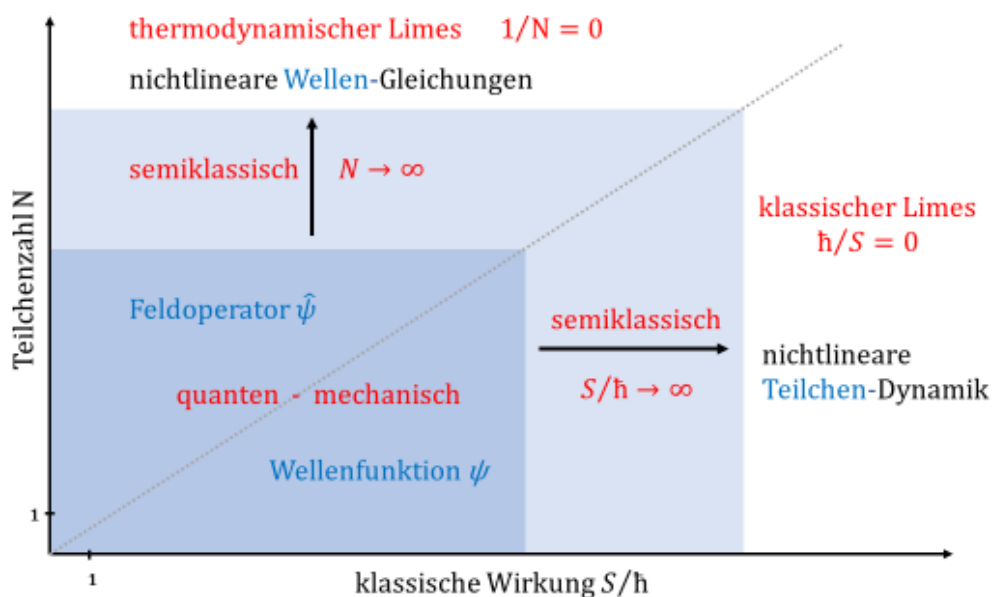 thermodynamischer Limes 1/N = 0
nichtlineare Wellen-Gleichungen
semiklassisch N → ∞
klassischer Limes
ħ/S = 0
Teilchenzahl N
Feldoperator ψ̂
semiklassisch
S/ħ → ∞
nichtlineare
Teilchen-Dynamik
quanten - mechanisch
Wellenfunktion ψ
1
1
klassische Wirkung S/ħ